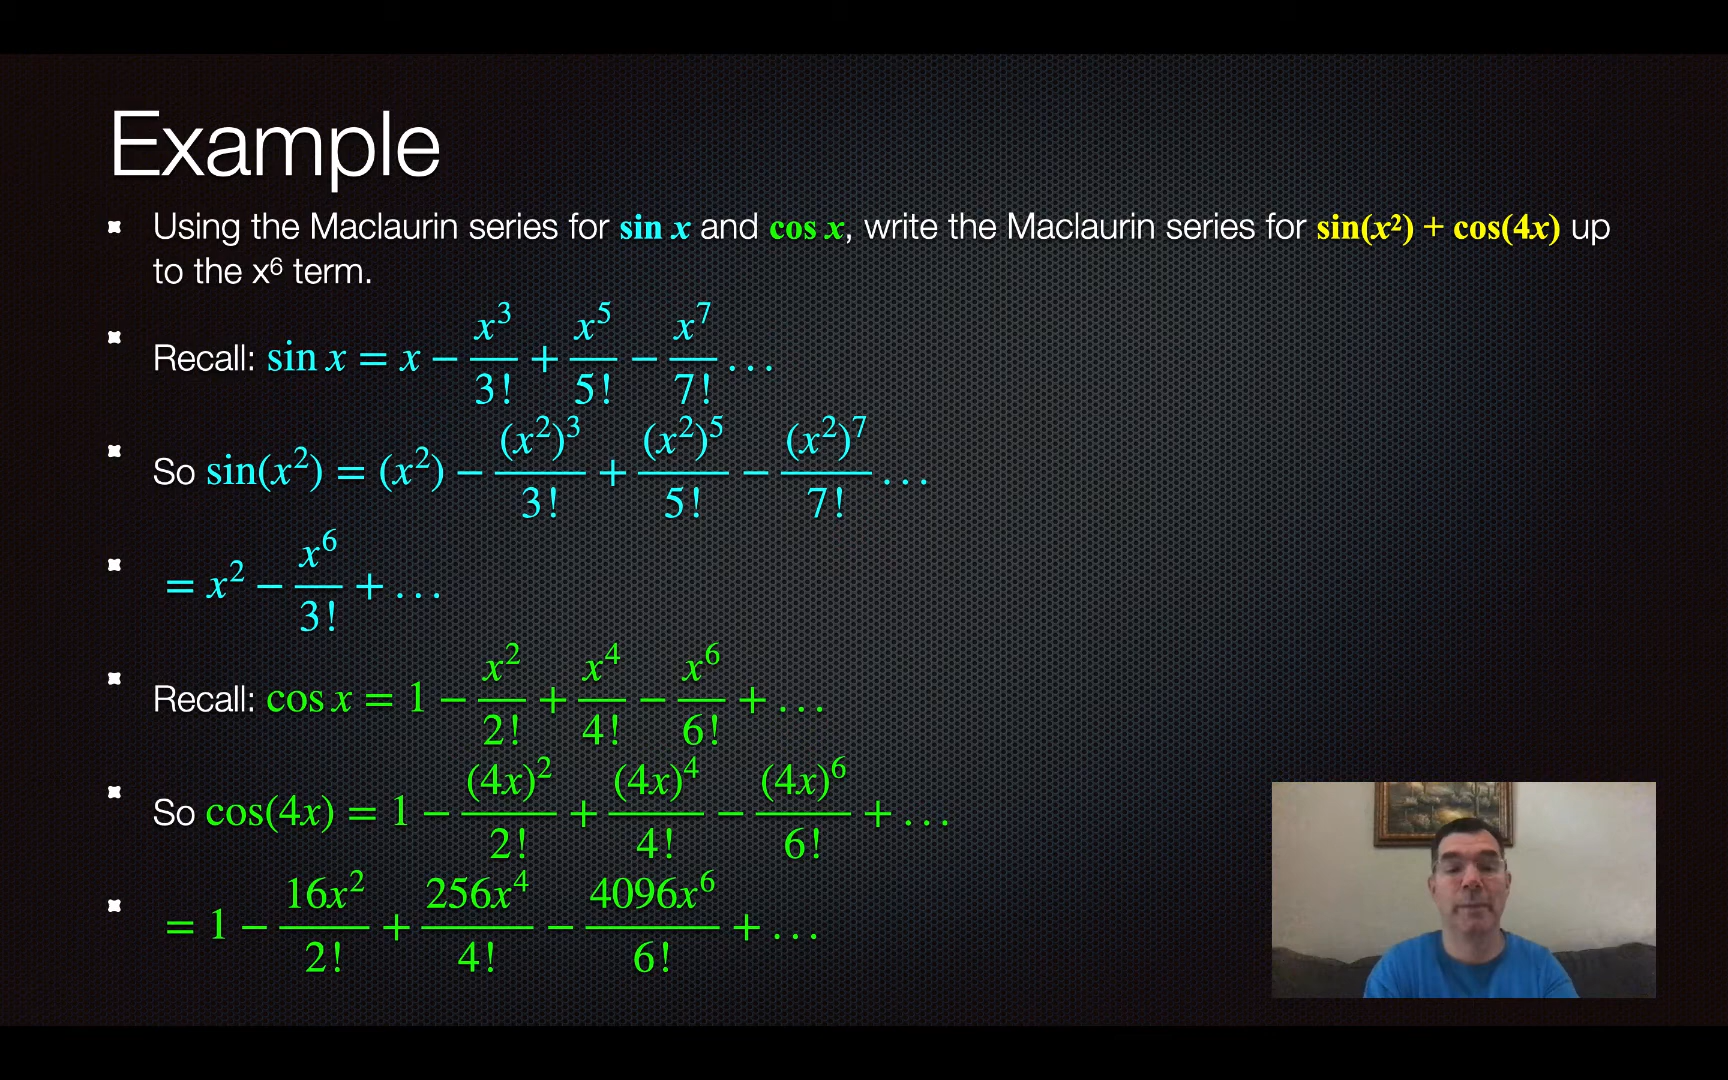 Example
Using the Maclaurin series for sin x and cos x, write the Maclaurin series for sin(x²) + cos(4x) up
to the x⁶ term.
Recall: sin x = x − x³/3! + x⁵/5! − x⁷/7! …
So sin(x²) = (x²) − (x²)³/3! + (x²)⁵/5! − (x²)⁷/7! …
= x² − x⁶/3! + …
Recall: cos x = 1 − x²/2! + x⁴/4! − x⁶/6! + …
So cos(4x) = 1 − (4x)²/2! + (4x)⁴/4! − (4x)⁶/6! + …
= 1 − 16x²/2! + 256x⁴/4! − 4096x⁶/6! + …